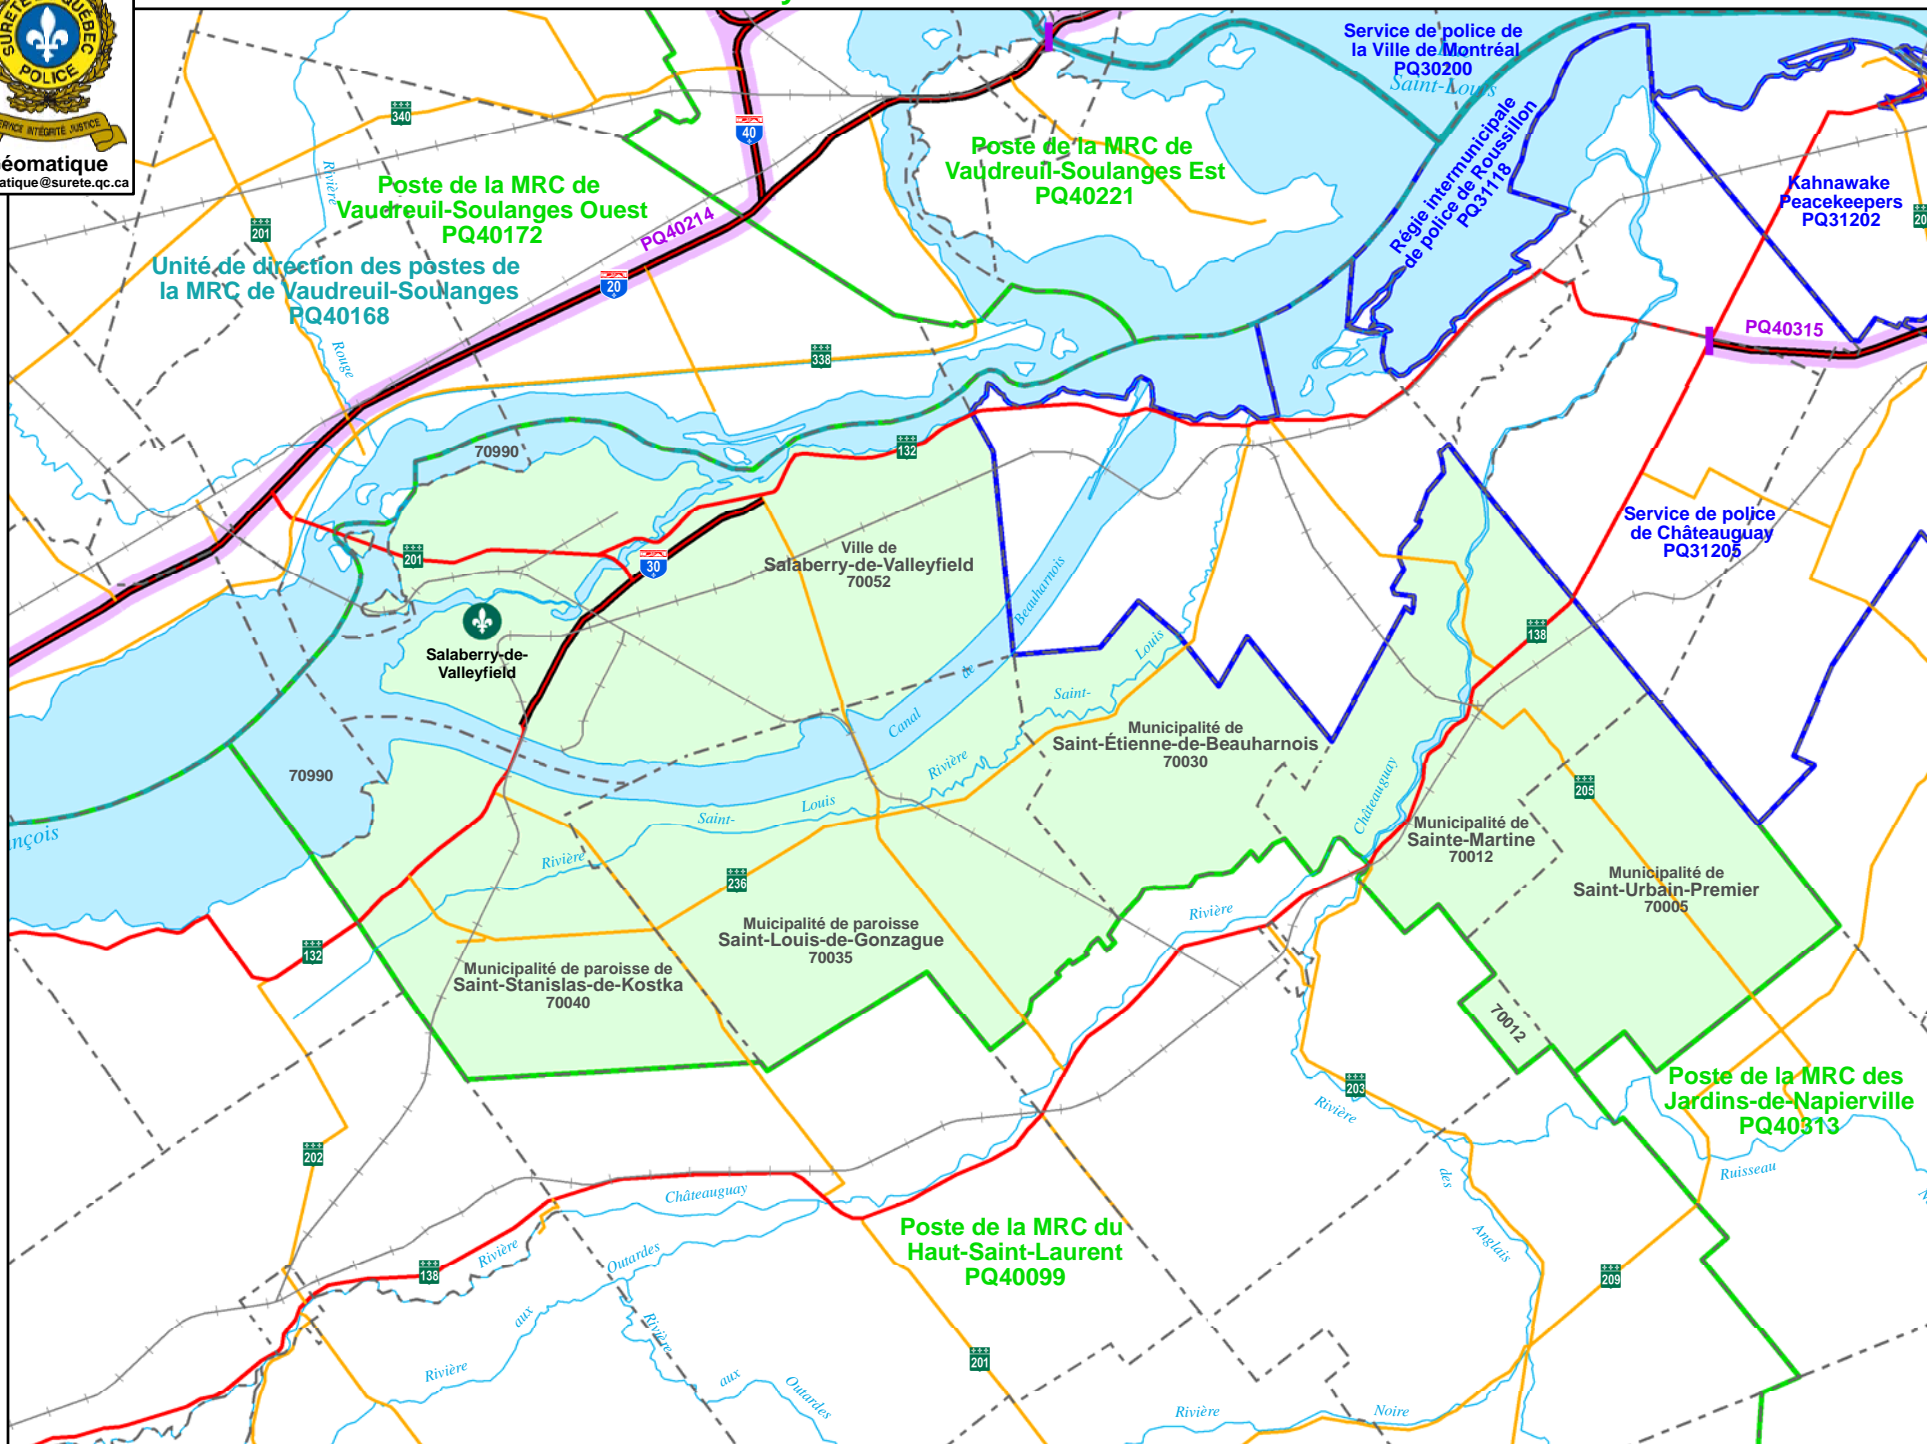 SURETÉ DU QUÉBEC
POLICE
SERVICE INTÉGRITÉ JUSTICE
éomatique
atique@surete.qc.ca
Service de police de
la Ville de Montréal
PQ30200
Saint-Louis
Régie intermunicipale
de police de Roussillon
PQ31118
Kahnawake
Peacekeepers
PQ31202
20
340
40
Poste de la MRC de
Vaudreuil-Soulanges Est
PQ40221
Rivière
Poste de la MRC de
Vaudreuil-Soulanges Ouest
PQ40172
201
PQ40214
Unité de direction des postes de
la MRC de Vaudreuil-Soulanges
PQ40168
20
PQ40315
Rouge
338
70990
132
Service de police
de Châteauguay
PQ31205
201
30
Ville de
Salaberry-de-Valleyfield
70052
Salaberry-de-
Valleyfield
Beauharnois
de
Canal
138
Louis
Saint-
Rivière
Louis
Saint-
Rivière
Municipalité de
Saint-Étienne-de-Beauharnois
70030
70990
205
Châteauguay
nçois
Municipalité de
Sainte-Martine
70012
236
Municipalité de
Saint-Urbain-Premier
70005
Rivière
Muicipalité de paroisse
Saint-Louis-de-Gonzague
70035
132
Municipalité de paroisse de
Saint-Stanislas-de-Kostka
70040
70012
Poste de la MRC des
Jardins-de-Napierville
PQ40313
203
Rivière
202
des
Ruisseau
N
Châteauguay
Anglais
Poste de la MRC du
Haut-Saint-Laurent
PQ40099
Rivière
Outardes
138
209
aux
Rivière
201
Rivière
aux
Outardes
Rivière
Noire